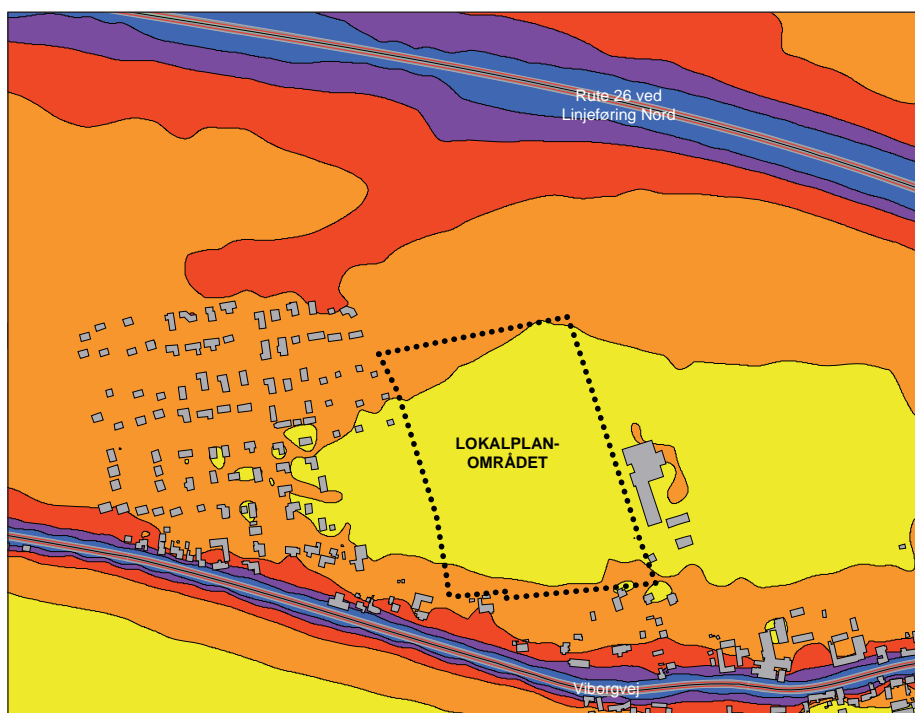 Rute 26 ved
Linjeføring Nord
LOKALPLAN-
OMRÅDET
Viborgvej